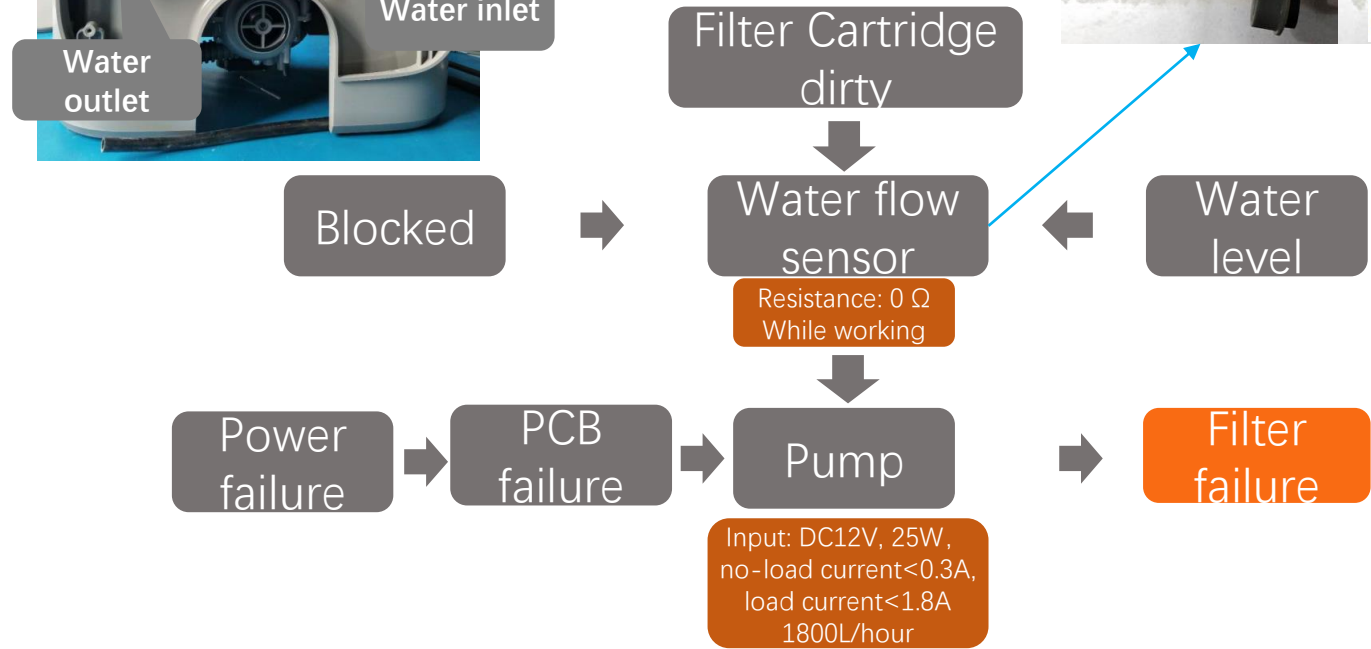 Water inlet
Water
outlet
Filter Cartridge
dirty
Blocked
Water flow
sensor
Water
level
Resistance: 0 Ω
While working
Power
failure
PCB
failure
Pump
Filter
failure
Input: DC12V, 25W,
no-load current<0.3A,
load current<1.8A
1800L/hour